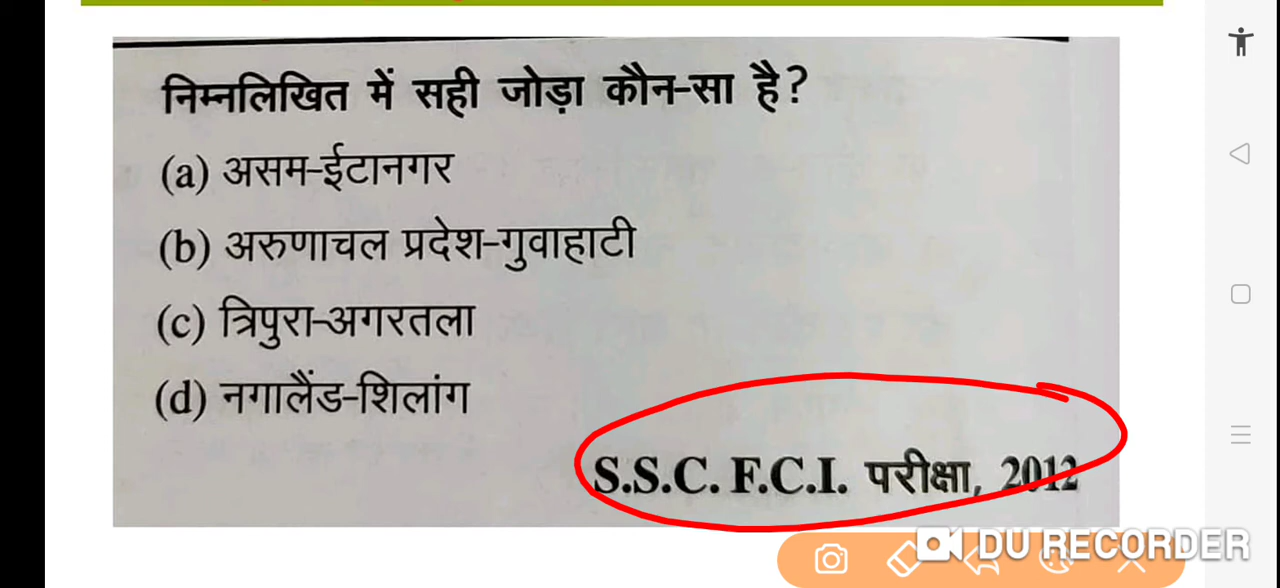 निम्नलिखित में सही जोड़ा कौन-सा है?
(a) असम-ईटानगर
(b) अरुणाचल प्रदेश-गुवाहाटी
(c) त्रिपुरा-अगरतला
(d) नगालैंड-शिलांग
S.S.C. F.C.I. परीक्षा, 2012
DU RECORDER